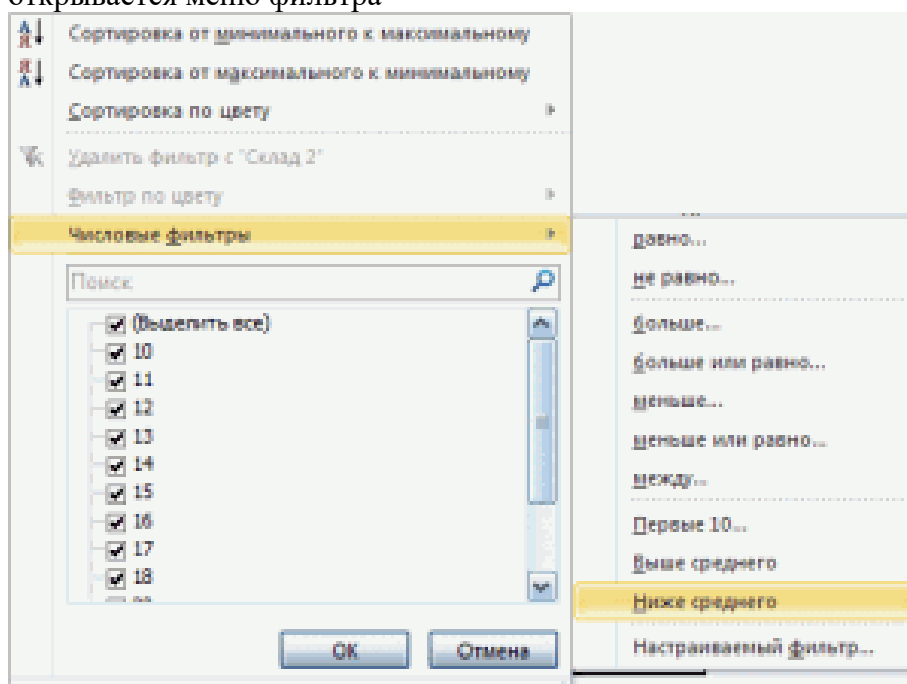 открывается меню фильтра
Сортировка от минимального к максимальному
Сортировка от максимального к минимальному
Сортировка по цвету
Удалить фильтр с "Склад 2"
Фильтр по цвету
Числовые фильтры
Поиск
(Выделить все)
10
11
12
13
14
15
16
17
18
ОК
Отмена
равно...
не равно...
больше...
больше или равно...
меньше...
меньше или равно...
между...
Первые 10...
Выше среднего
Ниже среднего
Настраиваемый фильтр...